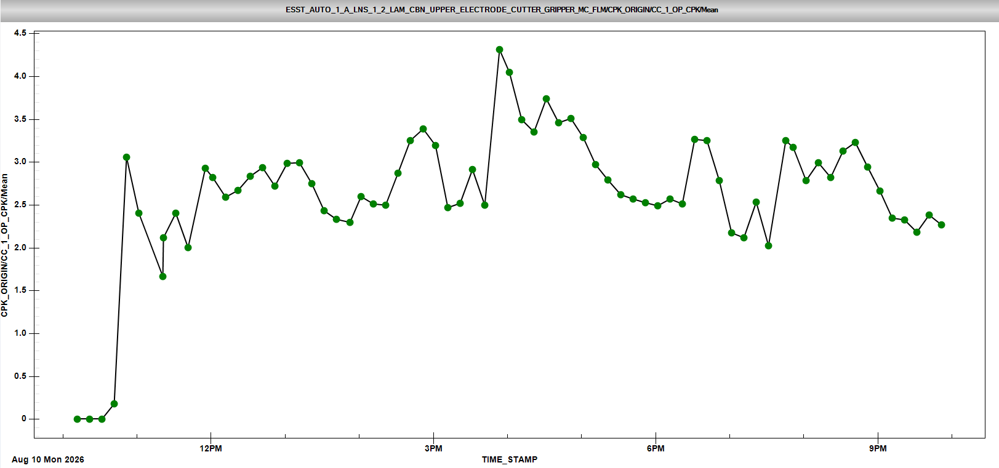 ESST_AUTO_1_A_LNS_1_2_LAM_CBN_UPPER_ELECTRODE_CUTTER_GRIPPER_MC_FLM/CPK_ORIGIN/CC_1_OP_CPK/Mean
4.5
4.0
3.5
3.0
2.5
2.0
1.5
1.0
0.5
0
CPK_ORIGIN/CC_1_OP_CPK/Mean
12PM 3PM 6PM 9PM
Aug 10 Mon 2026
TIME_STAMP